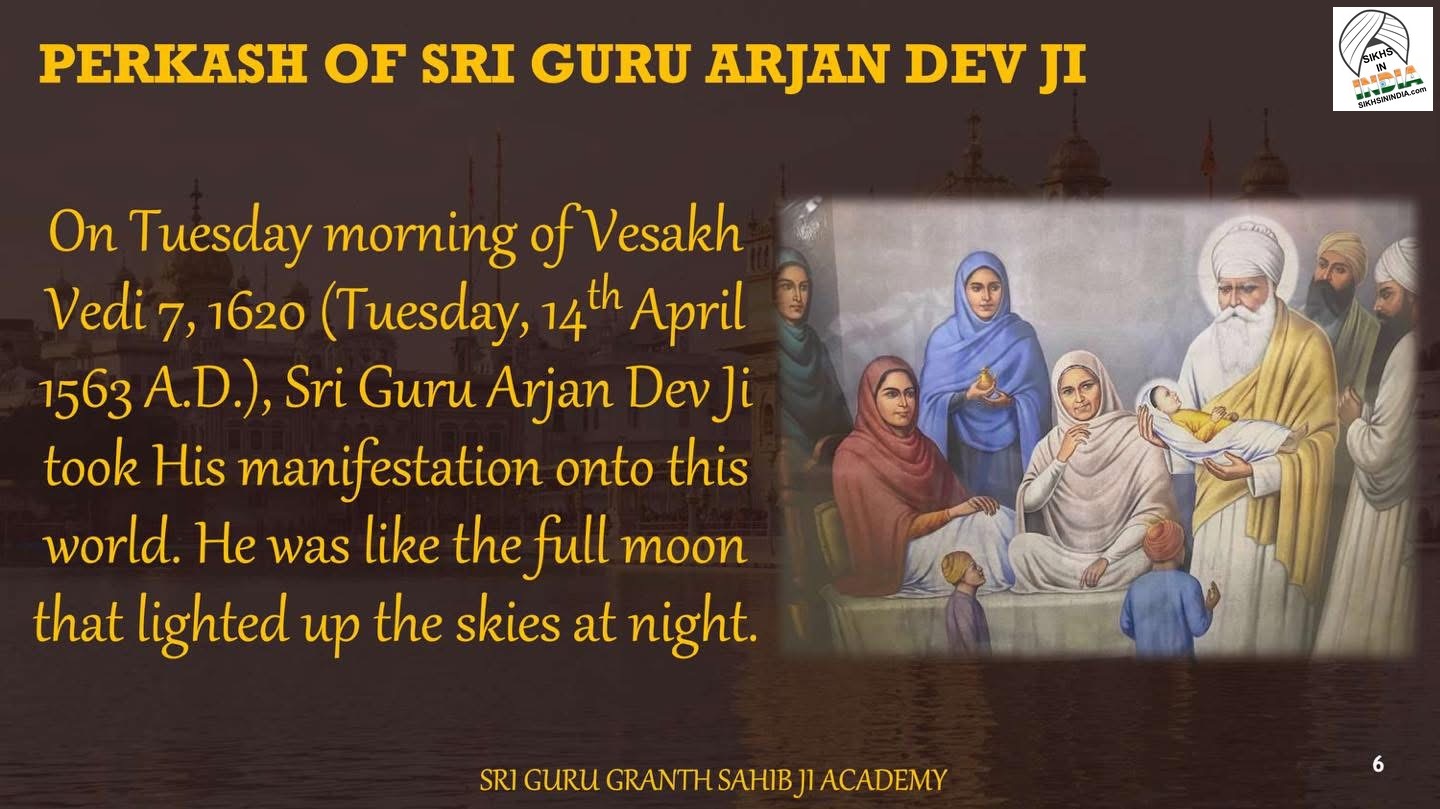 PERKASH OF SRI GURU ARJAN DEV JI
SIKHS
IN
INDIA
SIKHSININDIA.com
On Tuesday morning of Vesakh
Vedi 7, 1620 (Tuesday, 14th April
1563 A.D.), Sri Guru Arjan Dev Ji
took His manifestation onto this
world. He was like the full moon
that lighted up the skies at night.
SRI GURU GRANTH SAHIB JI ACADEMY
6